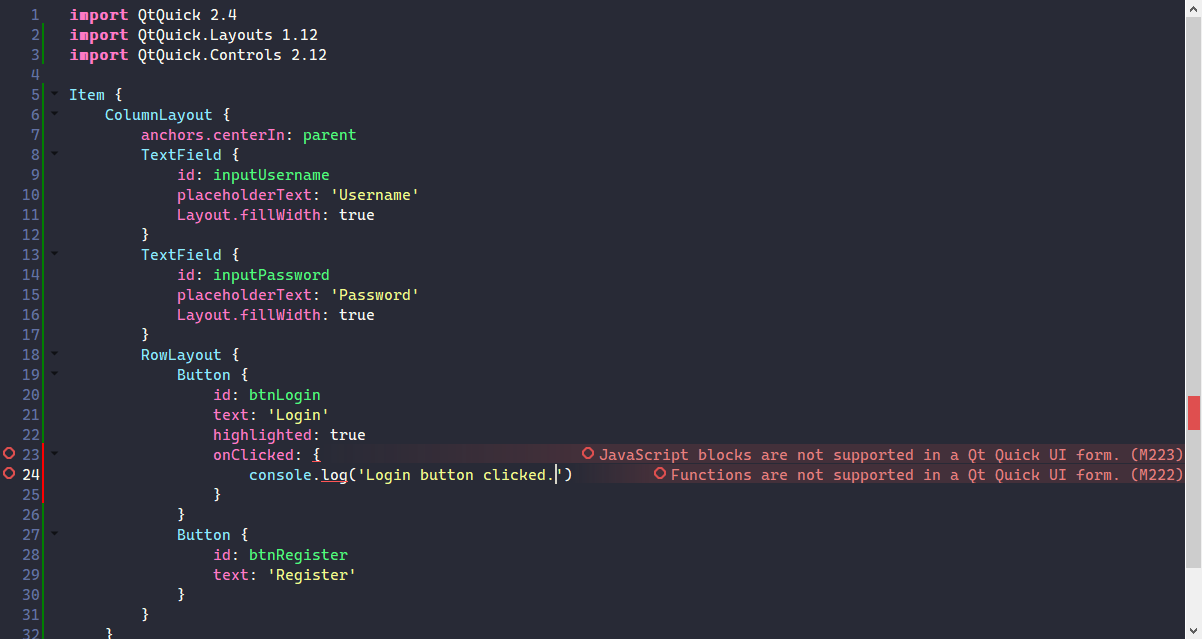 1 import QtQuick 2.4
2 import QtQuick.Layouts 1.12
3 import QtQuick.Controls 2.12
4
5 Item {
6     ColumnLayout {
7         anchors.centerIn: parent
8         TextField {
9             id: inputUsername
10             placeholderText: 'Username'
11             Layout.fillWidth: true
12         }
13         TextField {
14             id: inputPassword
15             placeholderText: 'Password'
16             Layout.fillWidth: true
17         }
18         RowLayout {
19             Button {
20                 id: btnLogin
21                 text: 'Login'
22                 highlighted: true
23                 onClicked: { JavaScript blocks are not supported in a Qt Quick UI form. (M223)
24                     console.log('Login button clicked.') Functions are not supported in a Qt Quick UI form. (M222)
25                 }
26             }
27             Button {
28                 id: btnRegister
29                 text: 'Register'
30             }
31         }
32     }